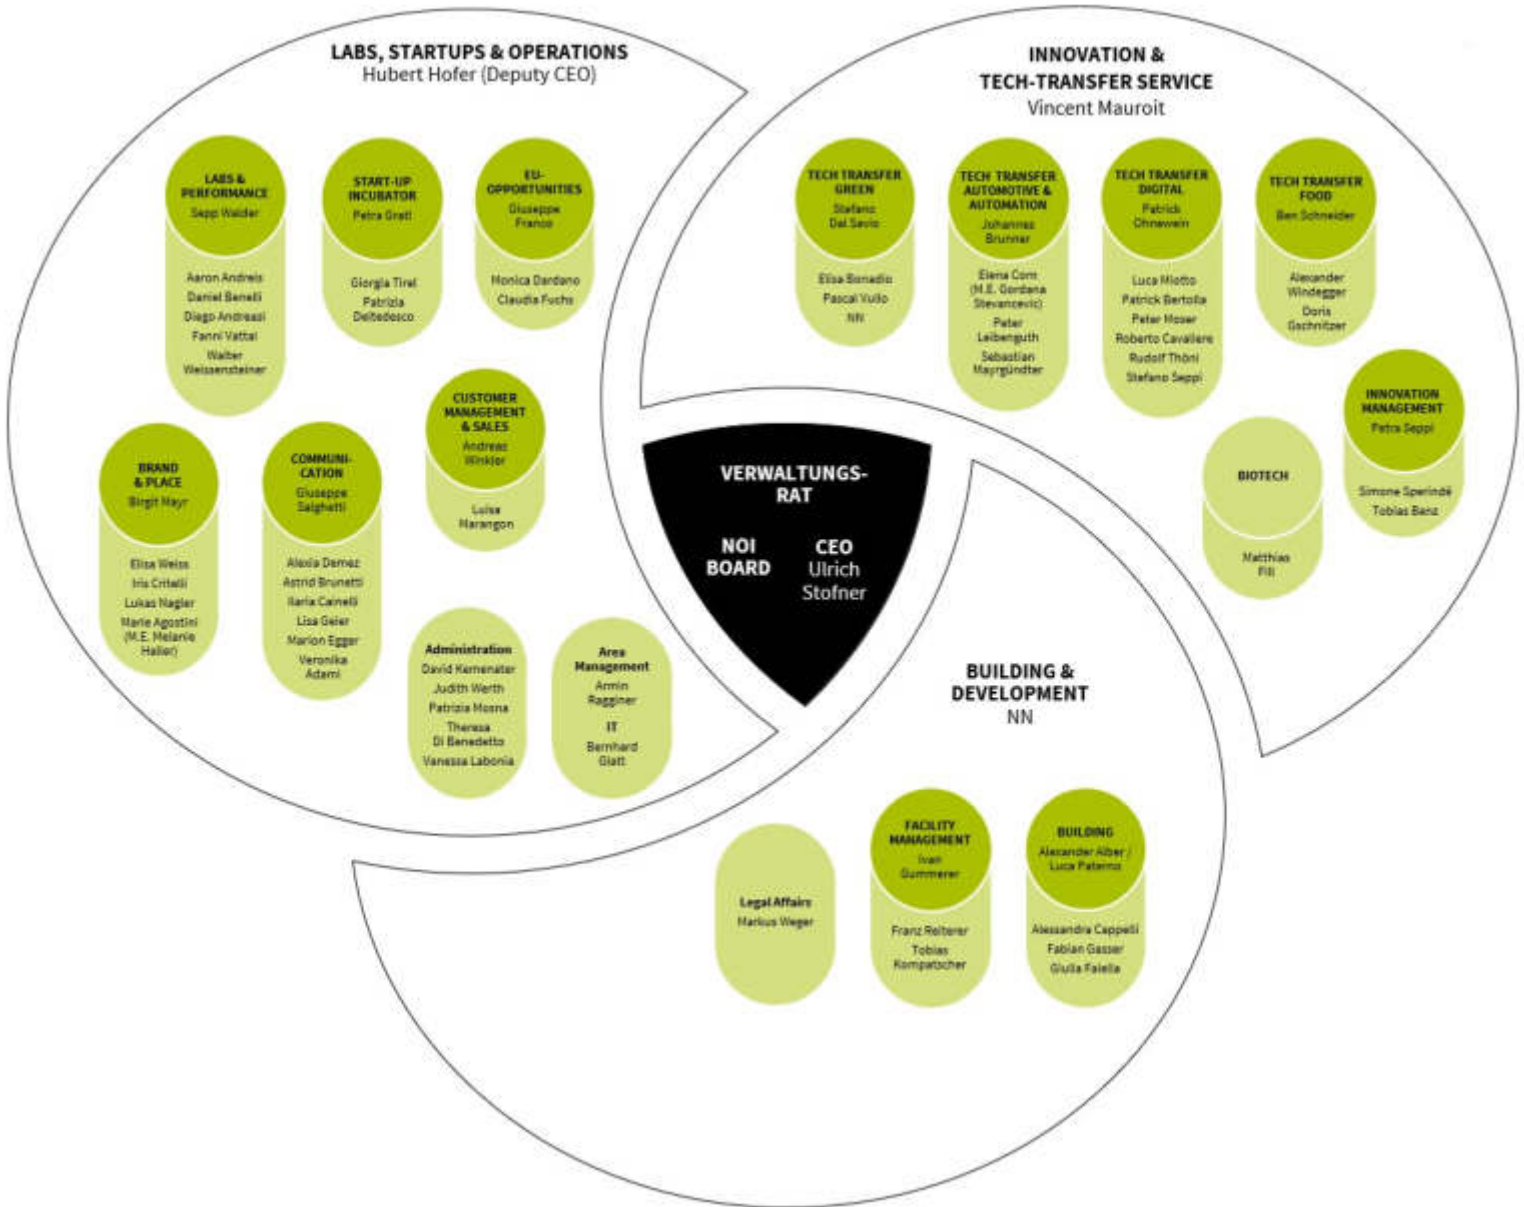 LABS, STARTUPS & OPERATIONS
Hubert Hofer (Deputy CEO)
LABS &
PERFORMANCE
Sepp Walder
Aaron Andreis
Daniel Benelli
Diego Andreasi
Fanni Vattai
Walter
Weissensteiner
START-UP
INCUBATOR
Petra Gratl
Giorgia Tirel
Patrizia
Deltedesco
EU-
OPPORTUNITIES
Giuseppe
Franco
Monica Dardano
Claudia Fuchs
CUSTOMER
MANAGEMENT
& SALES
Andreas
Winkler
Luisa
Marangon
BRAND
& PLACE
Birgit Mayr
Elisa Weiss
Iris Critelli
Lukas Nagler
Marie Agostini
(M.E. Melanie
Haller)
COMMUNI-
CATION
Giuseppe
Salghetti
Alexia Demez
Astrid Brunetti
Ilaria
Lisa Geier
Marion Egger
Veronika
Adami
Administration
David Kemenater
Judith Werth
Patrizia Mosna
Theresa
Di Benedetto
Vanessa Labonia
Area
Management
Armin
Ragginer
IT
Bernhard
Glatt
INNOVATION &
TECH-TRANSFER SERVICE
Vincent Mauroit
TECH TRANSFER
GREEN
Stefano
Dal Savio
Elisa Bonadio
Pascal Vullo
NN
TECH TRANSFER
AUTOMOTIVE &
AUTOMATION
Johannes
Brunner
Elena
(M.E. Gordana
Stevancevic)
Peter
Leibenguth
Sebastian
Mayrgündter
TECH TRANSFER
DIGITAL
Patrick
Ohnewein
Luca Miotto
Patrick Bertolla
Peter Moser
Roberto Cavaliere
Rudolf Thöni
Stefano Seppi
TECH TRANSFER
FOOD
Ben Schneider
Alexander
Windegger
Doris
Gschnitzer
INNOVATION
MANAGEMENT
Petra Seppi
Simone Sperindé
Tobias Benz
BIOTECH
Matthias
Fill
VERWALTUNGS-
RAT
NOI
BOARD
CEO
Ulrich
Stofner
BUILDING &
DEVELOPMENT
NN
Legal Affairs
Markus Weger
FACILITY
MANAGEMENT
Ivan
Gummerer
Franz Reiterer
Tobias
Kompatscher
BUILDING
Alexander Alber /
Luca Paterno
Alessandra Cappelli
Fabian Gasser
Giulia Faiella